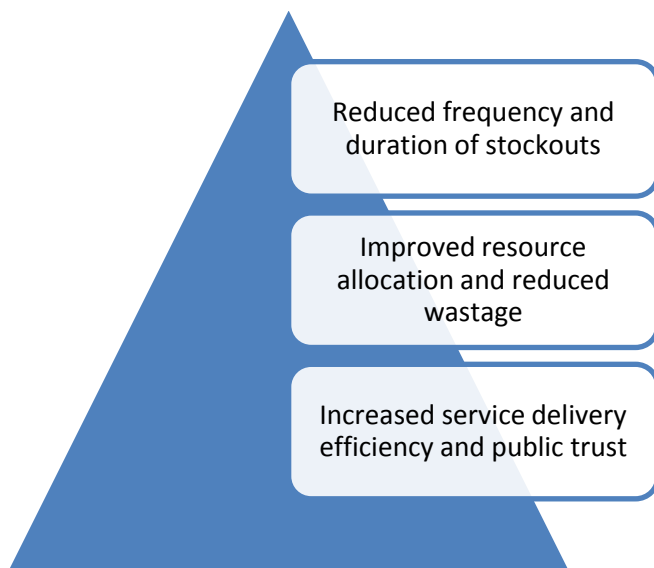 Reduced frequency and
duration of stockouts
Improved resource
allocation and reduced
wastage
Increased service delivery
efficiency and public trust